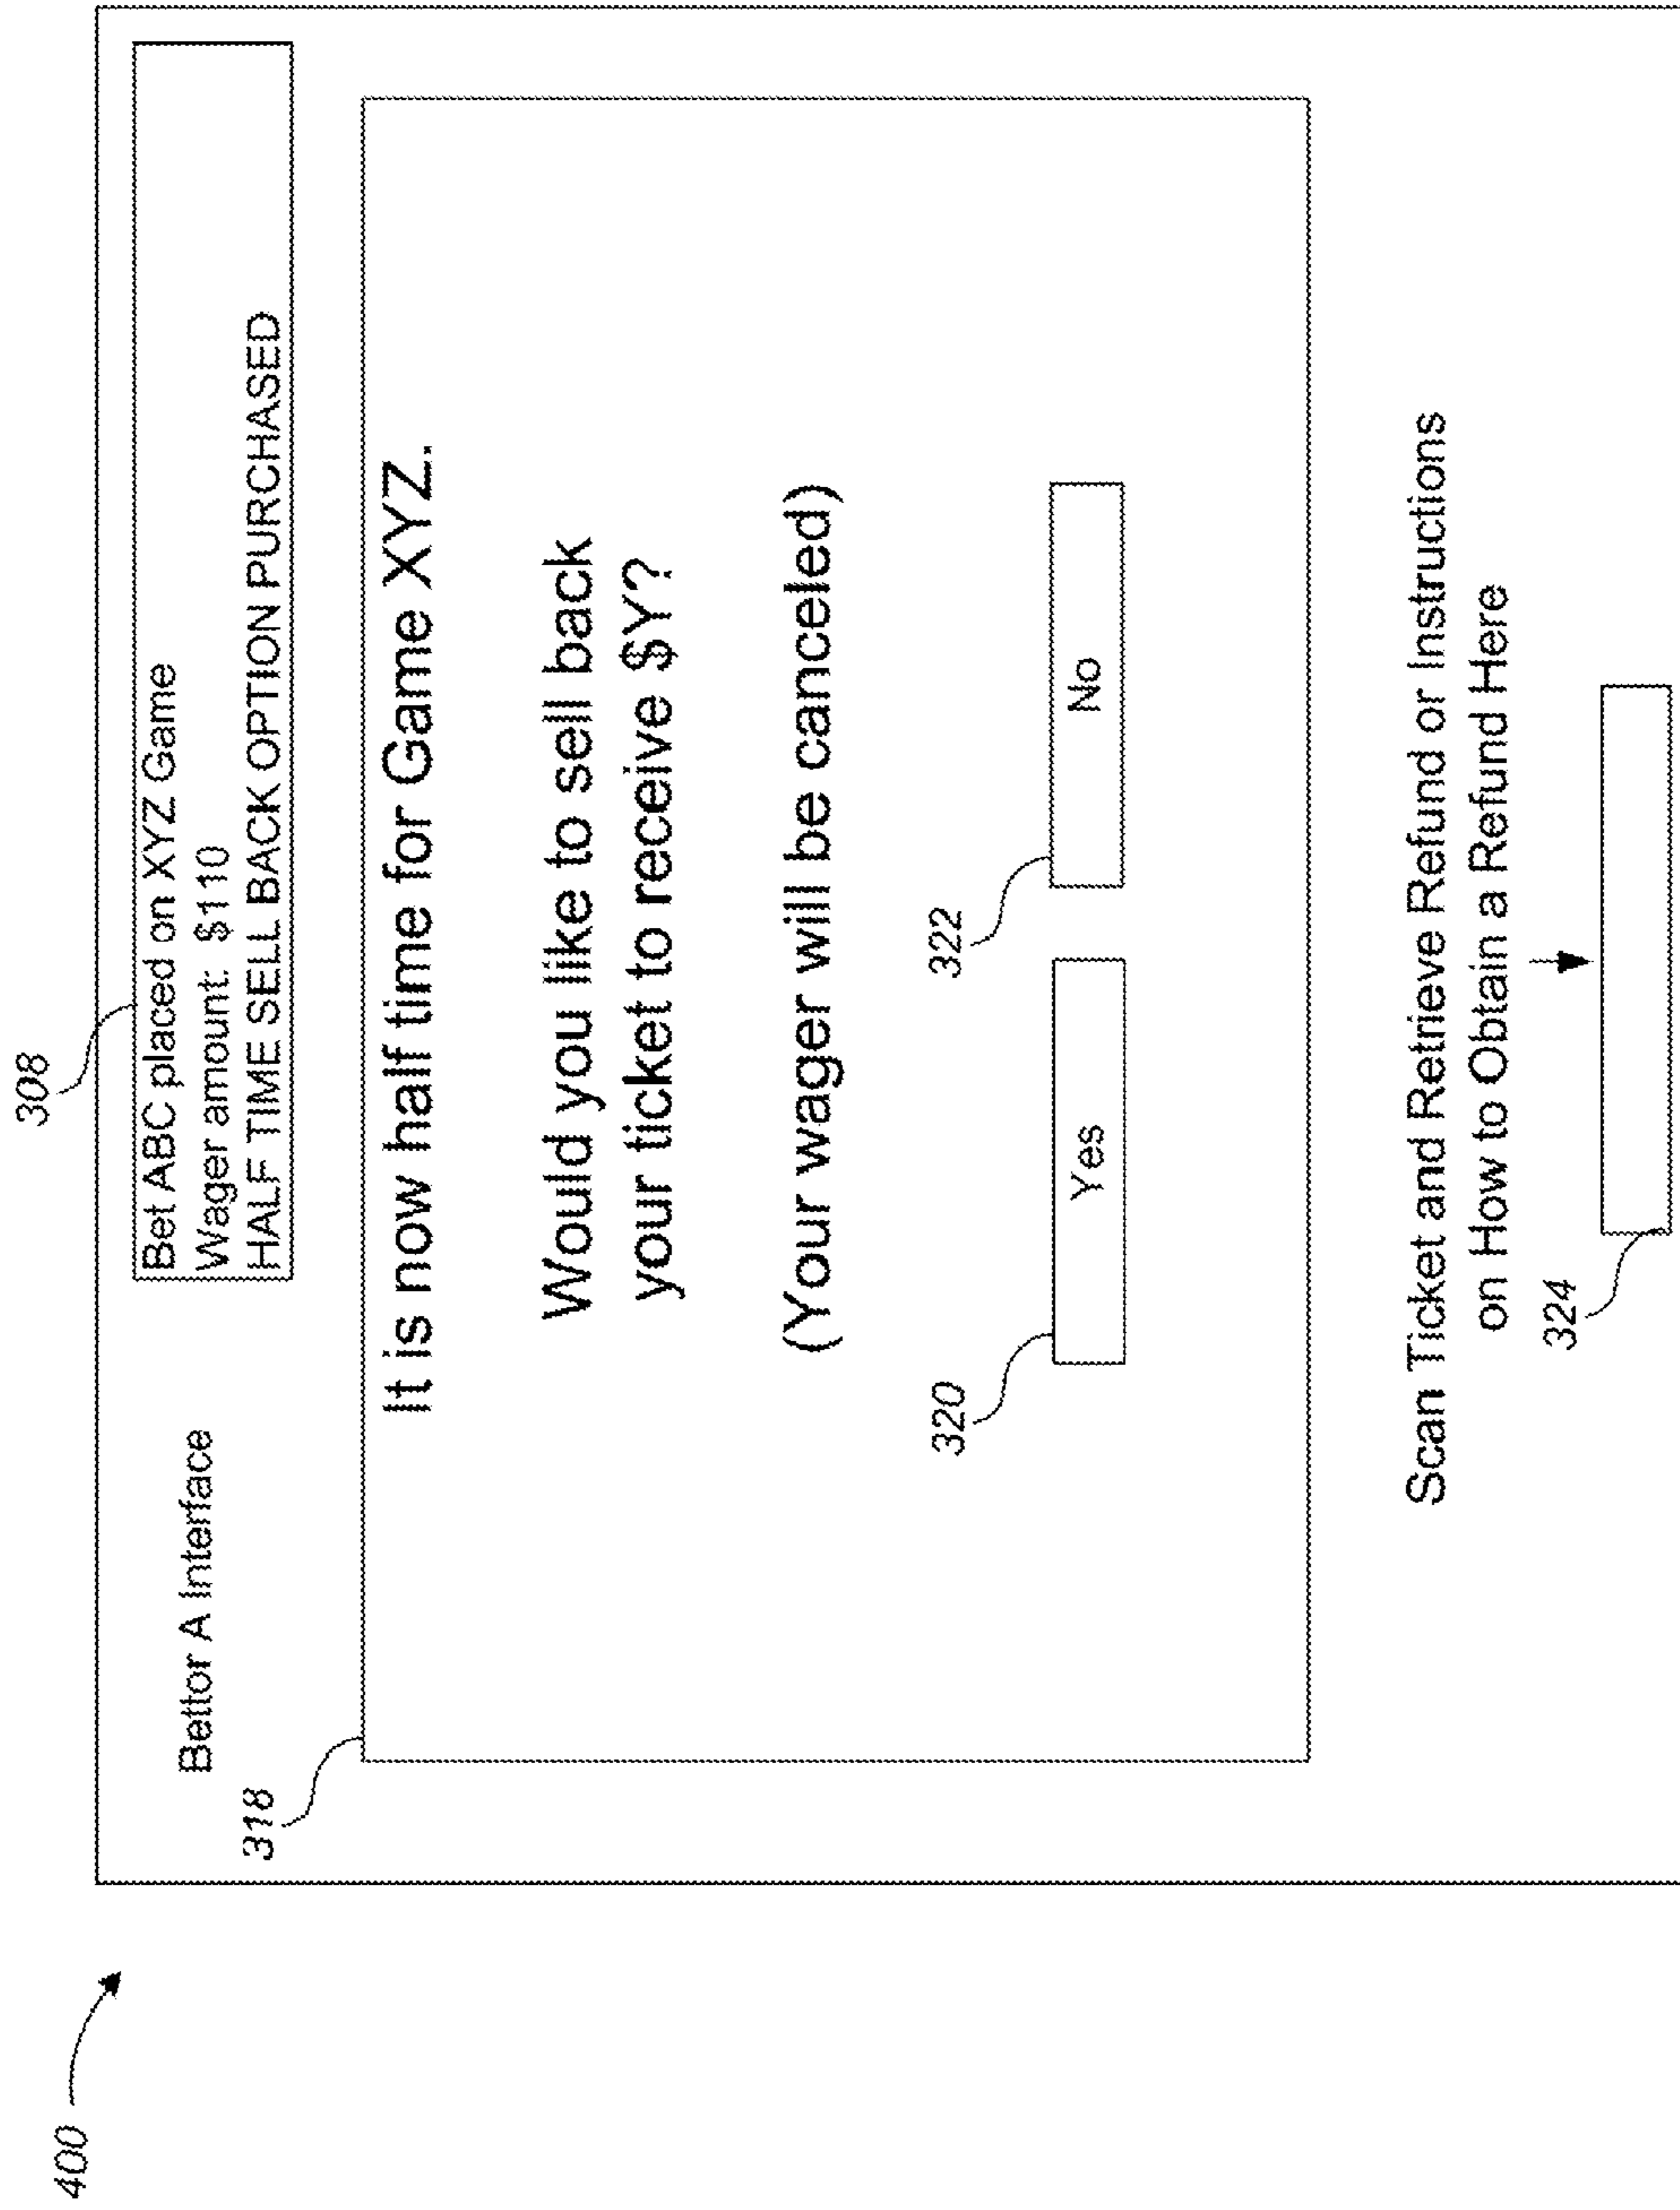 400
308
Bettor A Interface
Bet ABC placed on XYZ Game
Wager amount: $110
HALF TIME SELL BACK OPTION PURCHASED
318
It is now half time for Game XYZ.
Would you like to sell back
your ticket to receive $Y?
(Your wager will be canceled)
320
322
Yes
No
Scan Ticket and Retrieve Refund or Instructions
on How to Obtain a Refund Here
324